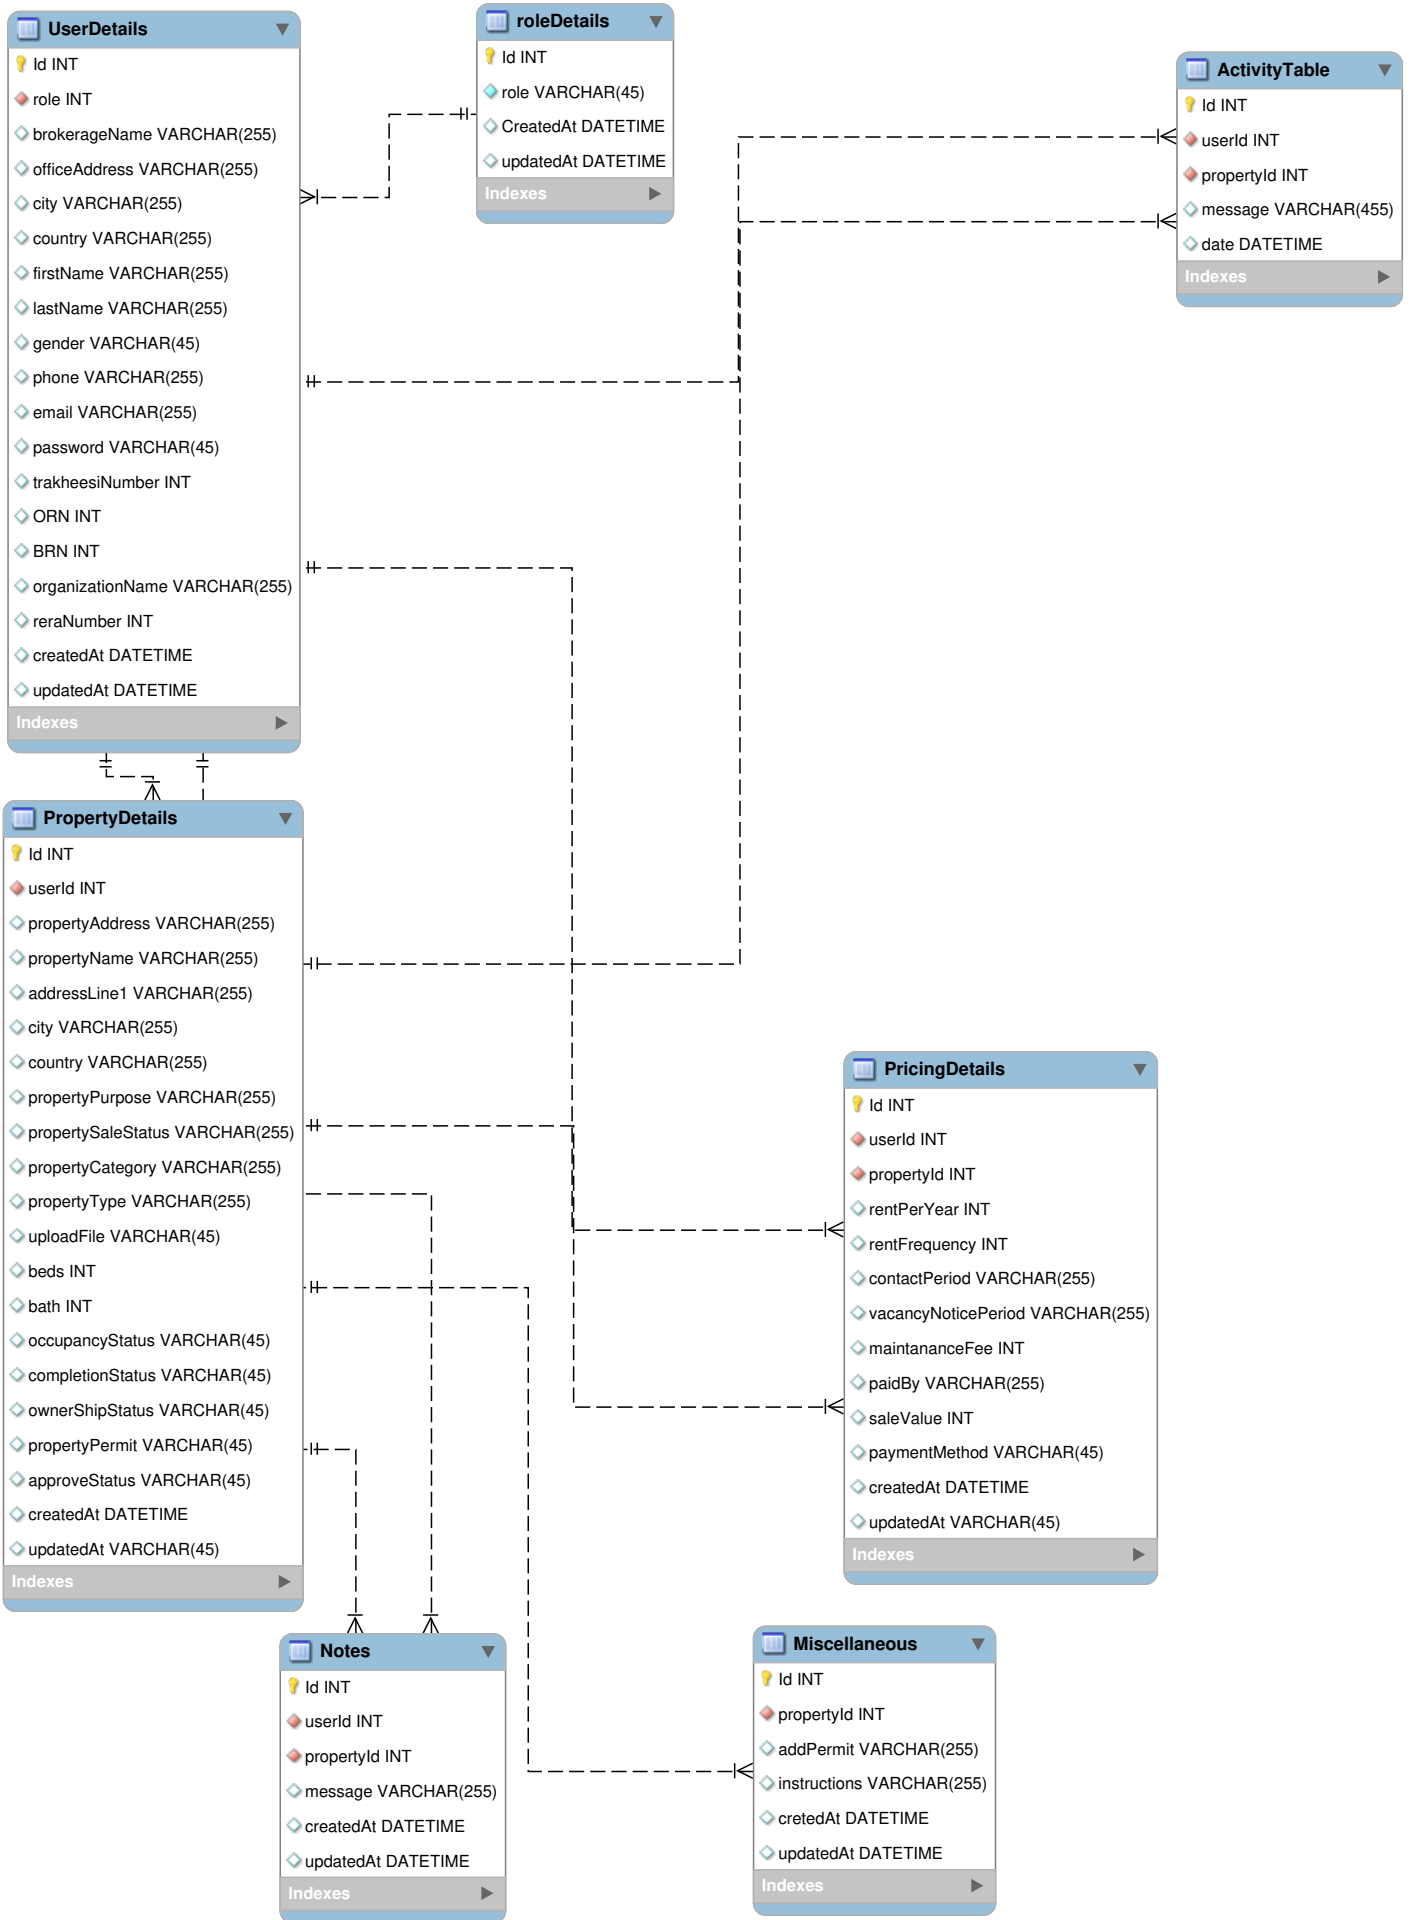 UserDetails
Id INT
role INT
brokerageName VARCHAR(255)
officeAddress VARCHAR(255)
city VARCHAR(255)
country VARCHAR(255)
firstName VARCHAR(255)
lastName VARCHAR(255)
gender VARCHAR(45)
phone VARCHAR(255)
email VARCHAR(255)
password VARCHAR(45)
trakheesiNumber INT
ORN INT
BRN INT
organizationName VARCHAR(255)
reraNumber INT
createdAt DATETIME
updatedAt DATETIME
Indexes
roleDetails
Id INT
role VARCHAR(45)
CreatedAt DATETIME
updatedAt DATETIME
Indexes
ActivityTable
Id INT
userId INT
propertyId INT
message VARCHAR(455)
date DATETIME
Indexes
PropertyDetails
Id INT
userId INT
propertyAddress VARCHAR(255)
propertyName VARCHAR(255)
addressLine1 VARCHAR(255)
city VARCHAR(255)
country VARCHAR(255)
propertyPurpose VARCHAR(255)
propertySaleStatus VARCHAR(255)
propertyCategory VARCHAR(255)
propertyType VARCHAR(255)
uploadFile VARCHAR(45)
beds INT
bath INT
occupancyStatus VARCHAR(45)
completionStatus VARCHAR(45)
ownerShipStatus VARCHAR(45)
propertyPermit VARCHAR(45)
approveStatus VARCHAR(45)
createdAt DATETIME
updatedAt VARCHAR(45)
Indexes
PricingDetails
Id INT
userId INT
propertyId INT
rentPerYear INT
rentFrequency INT
contactPeriod VARCHAR(255)
vacancyNoticePeriod VARCHAR(255)
maintananceFee INT
paidBy VARCHAR(255)
saleValue INT
paymentMethod VARCHAR(45)
createdAt DATETIME
updatedAt VARCHAR(45)
Indexes
Notes
Id INT
userId INT
propertyId INT
message VARCHAR(255)
createdAt DATETIME
updatedAt DATETIME
Indexes
Miscellaneous
Id INT
propertyId INT
addPermit VARCHAR(255)
instructions VARCHAR(255)
cretedAt DATETIME
updatedAt DATETIME
Indexes